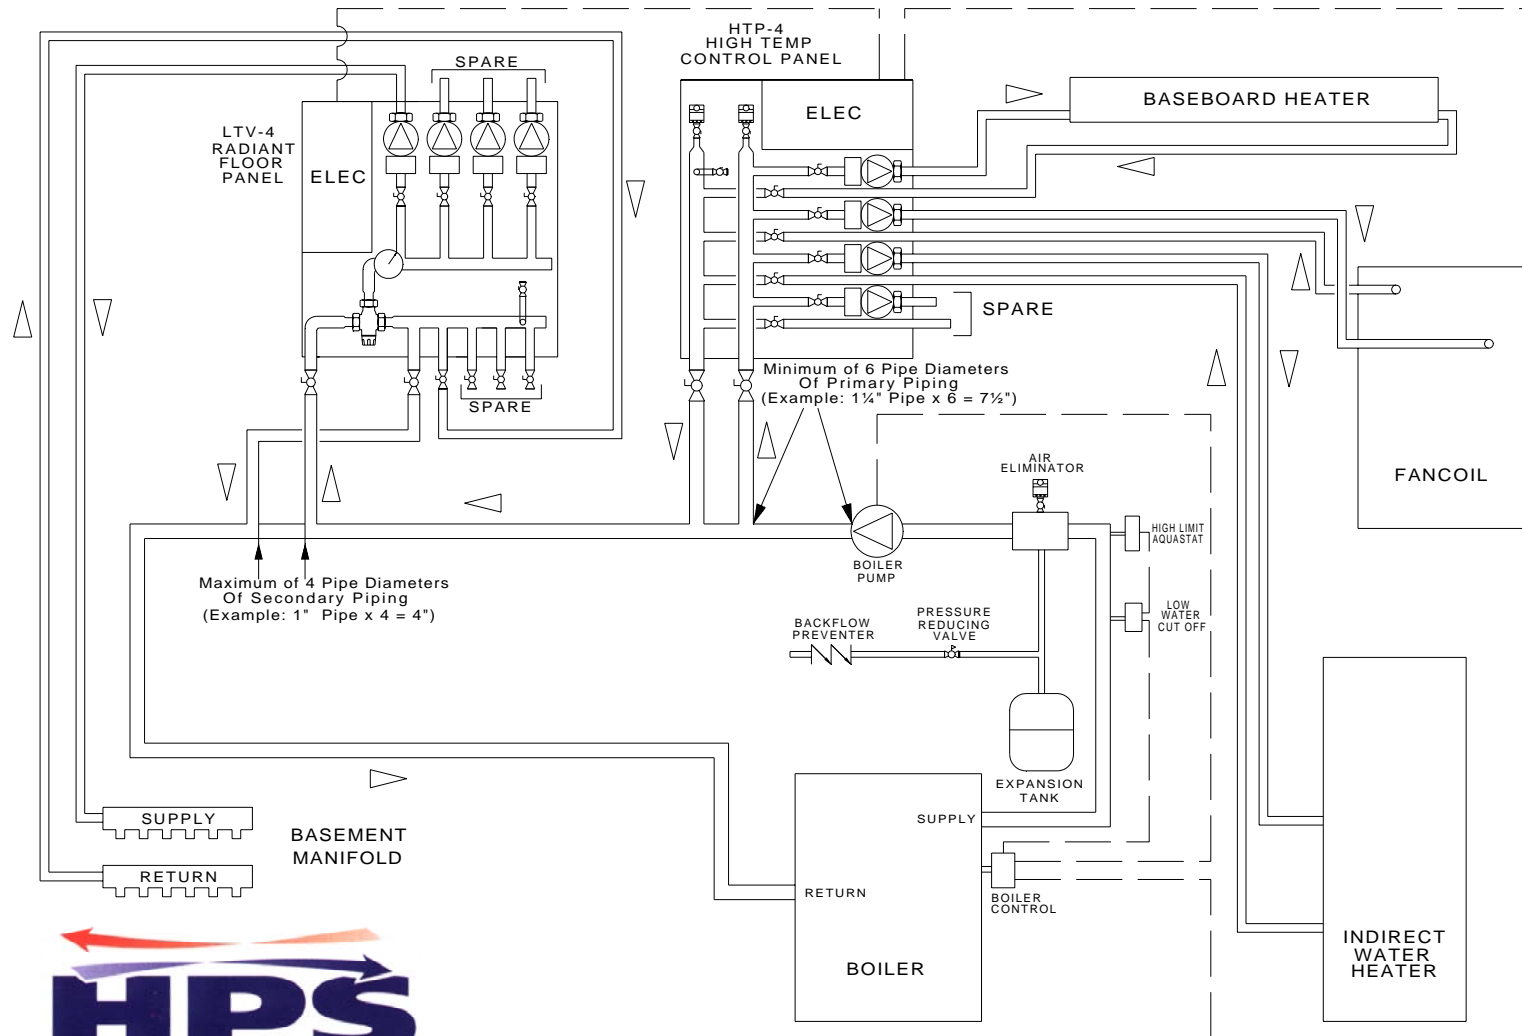 HTP-4
HIGH TEMP
CONTROL PANEL
SPARE
ELEC
BASEBOARD HEATER
LTV-4
RADIANT
FLOOR
PANEL
ELEC
SPARE
SPARE
Minimum of 6 Pipe Diameters
Of Primary Piping
(Example: 1¼" Pipe x 6 = 7½")
FANCOIL
AIR
ELIMINATOR
HIGH LIMIT
AQUASTAT
BOILER
PUMP
Maximum of 4 Pipe Diameters
Of Secondary Piping
(Example: 1" Pipe x 4 = 4")
LOW
WATER
CUT OFF
BACKFLOW
PREVENTER
PRESSURE
REDUCING
VALVE
EXPANSION
TANK
SUPPLY
SUPPLY
BASEMENT
MANIFOLD
RETURN
RETURN
BOILER
CONTROL
BOILER
INDIRECT
WATER
HEATER
HPS